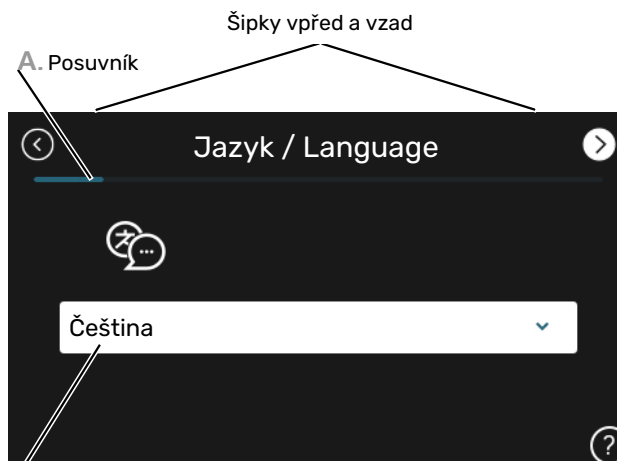 Šipky vpřed a vzad
A. Posuvník
Jazyk / Language
Čeština
?